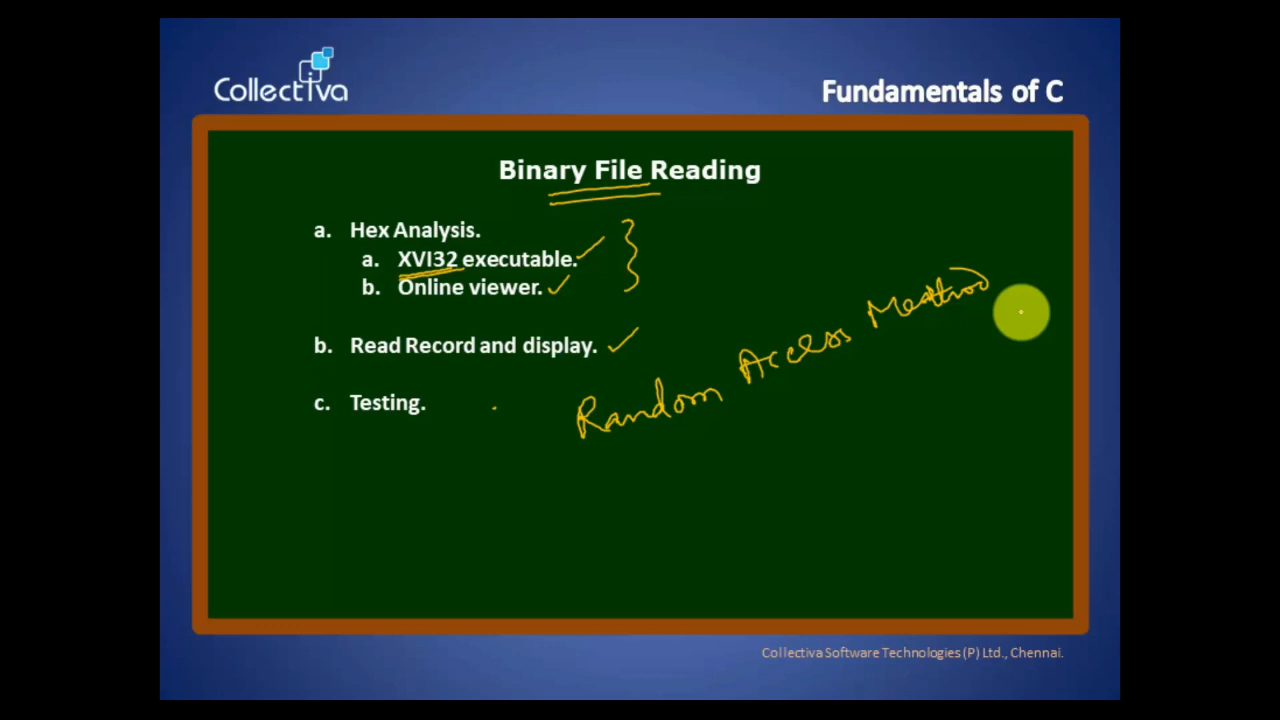 Collectiva
Fundamentals of C
Binary File Reading
a. Hex Analysis.
a. XVI32 executable.
b. Online viewer.
b. Read Record and display.
c. Testing.
Random Access Meathod
Collectiva Software Technologies (P) Ltd., Chennai.